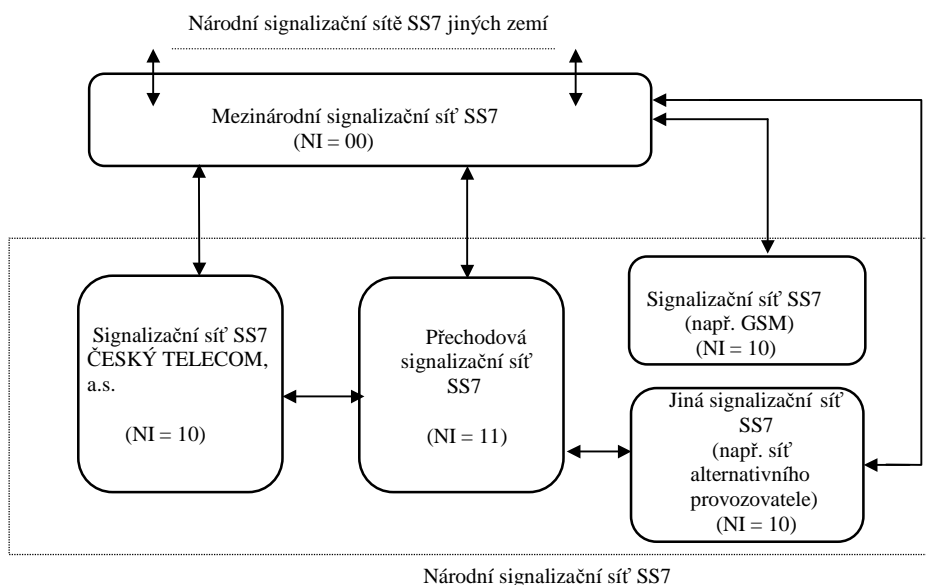 Národní signalizační sítě SS7 jiných zemí
Mezinárodní signalizační síť SS7
(NI = 00)
Signalizační síť SS7
ČESKÝ TELECOM,
a.s.
(NI = 10)
Přechodová
signalizační síť
SS7
(NI = 11)
Signalizační síť SS7
(např. GSM)
(NI = 10)
Jiná signalizační síť
SS7
(např. síť
alternativního
provozovatele)
(NI = 10)
Národní signalizační síť SS7